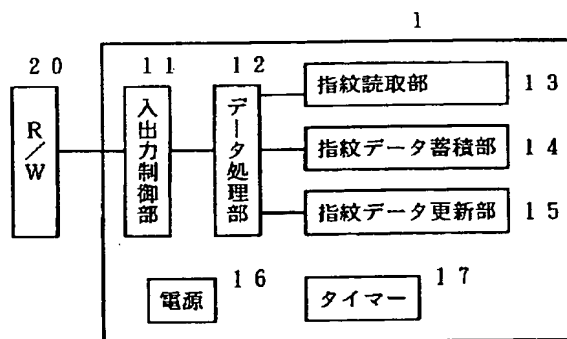 1
20
11
12
R/W
入出力制御部
データ処理部
指紋読取部
13
指紋データ蓄積部
14
指紋データ更新部
15
電源
16
タイマー
17